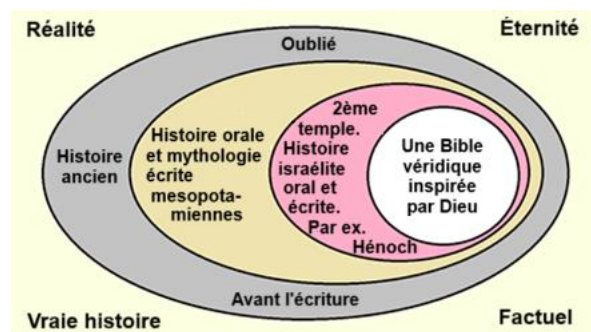 Réalité
Éternité
Oublié
Histoire
ancien
Histoire orale
et mythologie
écrite
mesopota-
miennes
2ème
temple.
Histoire
israélite
oral et
écrite.
Par ex.
Hénoch
Une Bible
véridique
inspirée
par Dieu
Avant l'écriture
Vraie histoire
Factuel